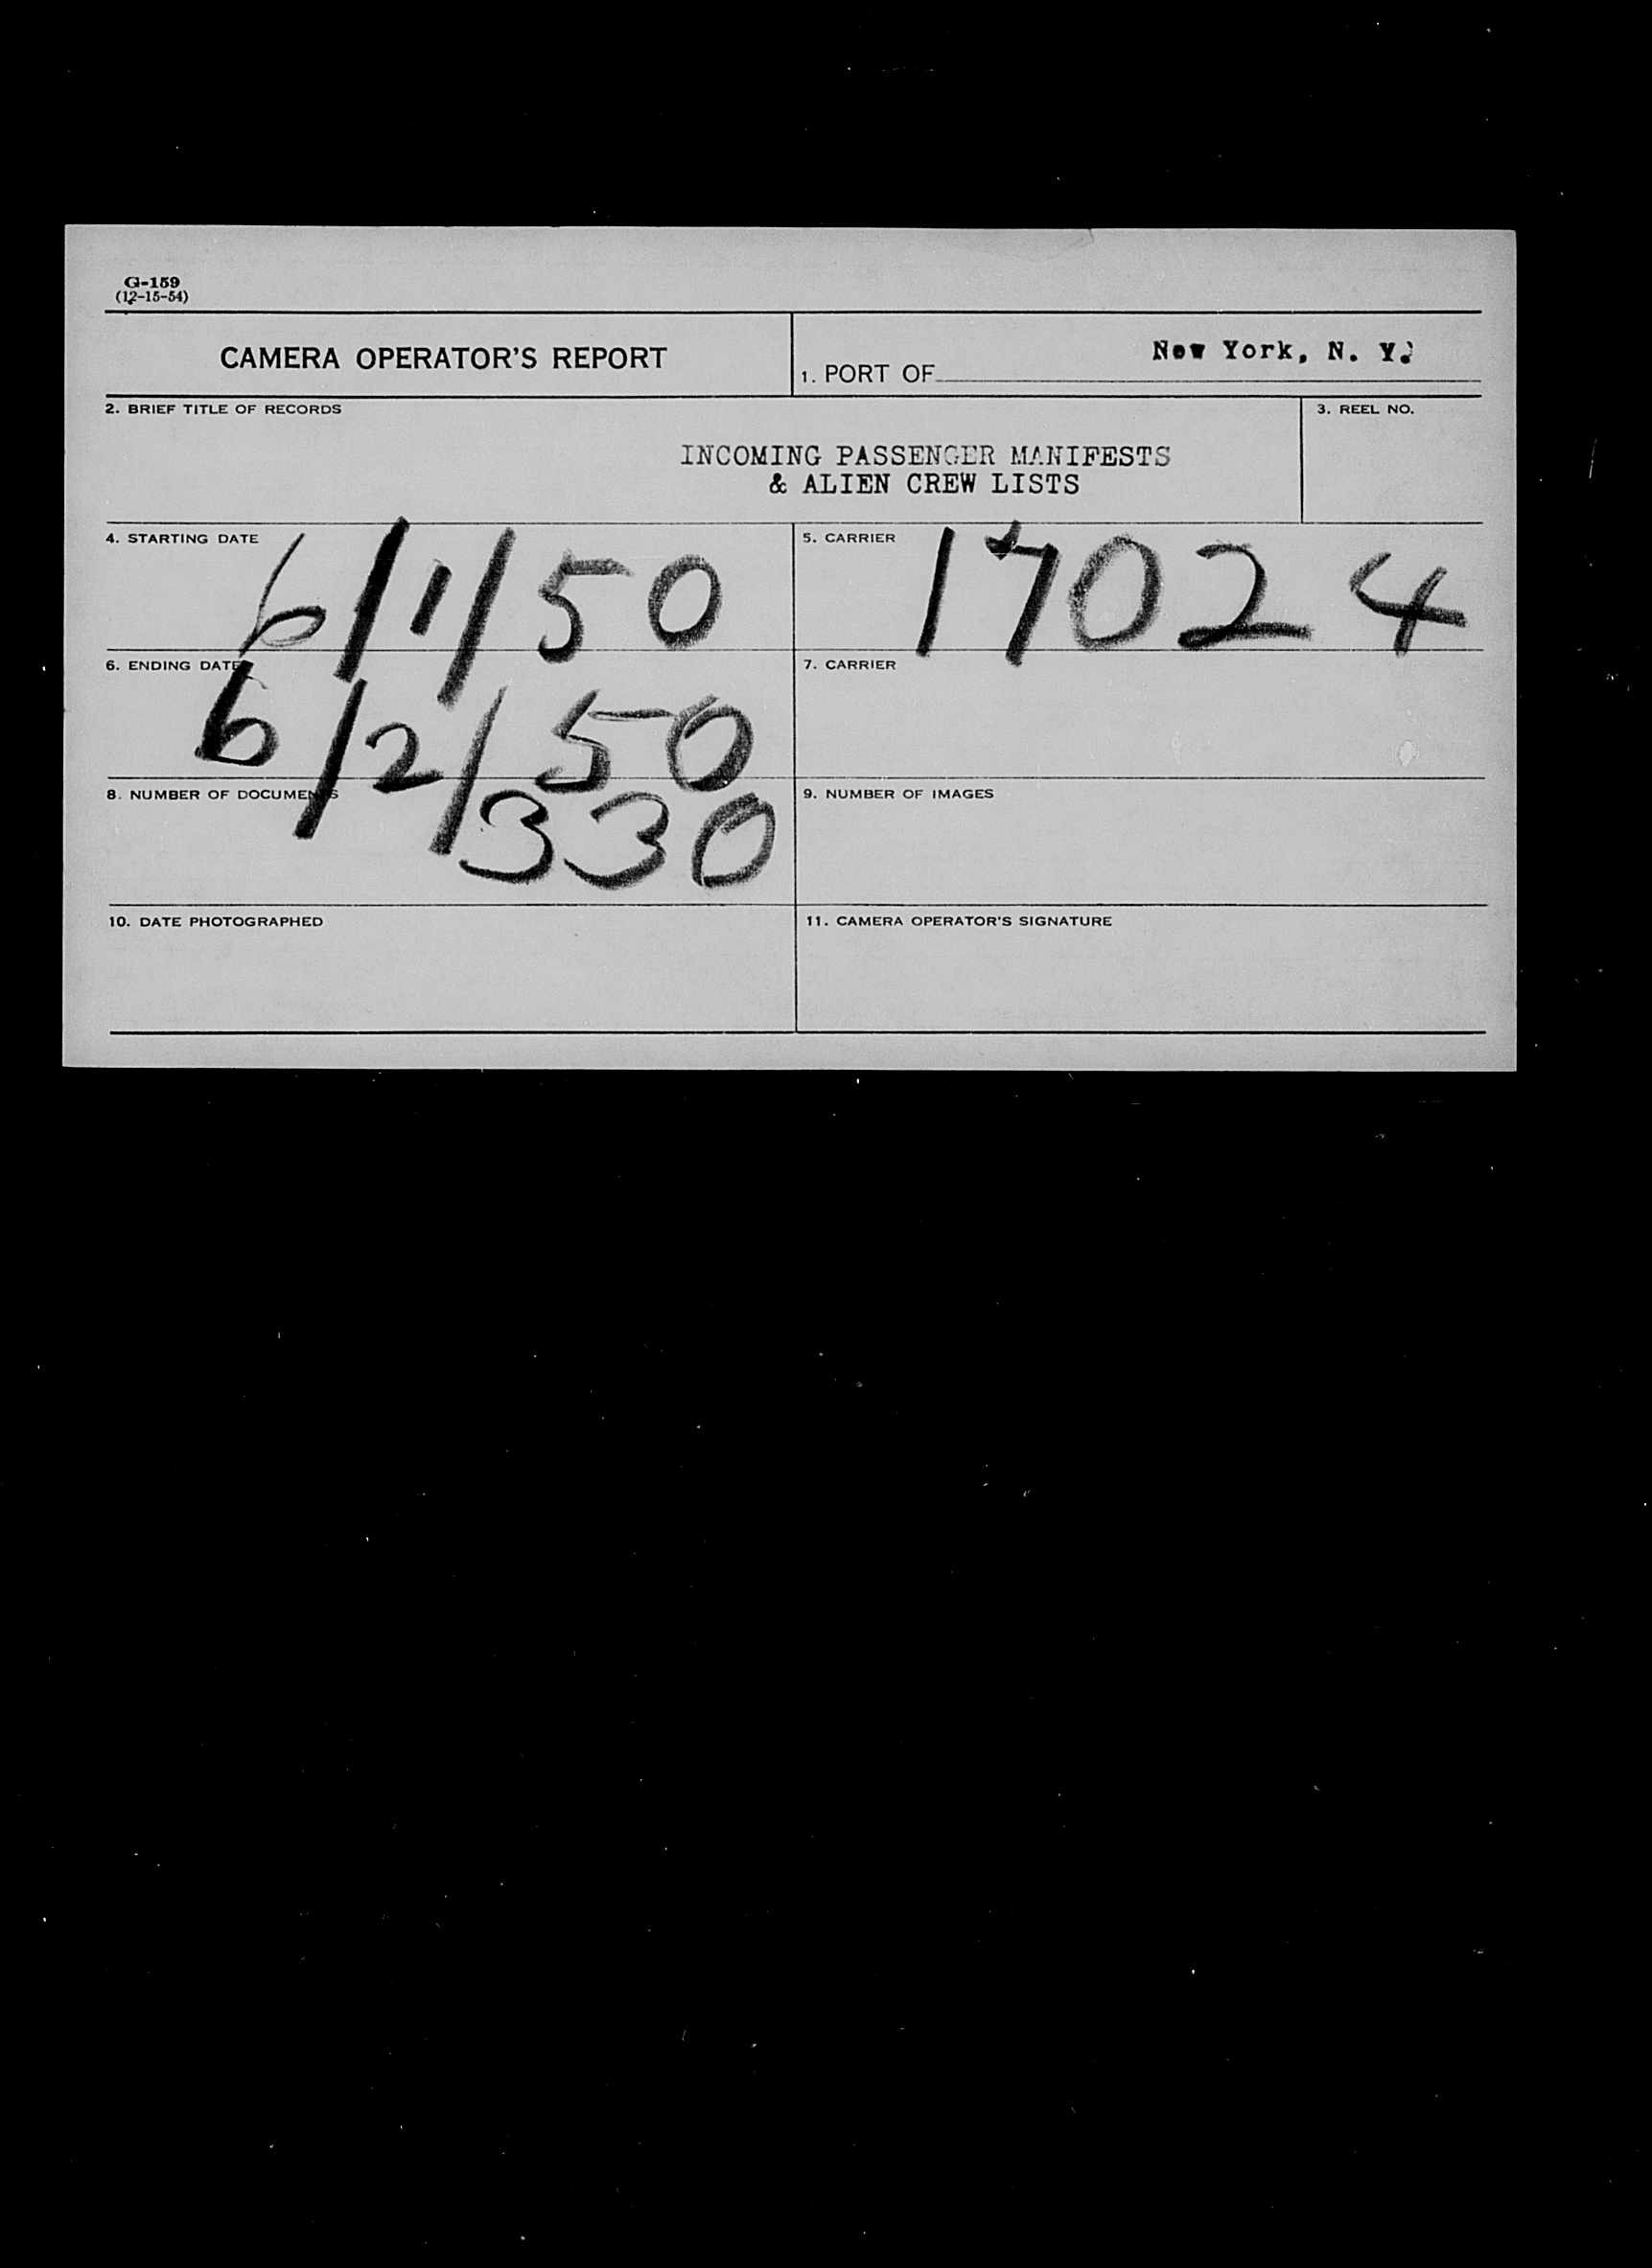 G-159
(12-15-54)
CAMERA OPERATOR'S REPORT
1. PORT OF New York, N. Y.
2. BRIEF TITLE OF RECORDS
INCOMING PASSENGER MANIFESTS
& ALIEN CREW LISTS
3. REEL NO.
4. STARTING DATE 6/1/50
5. CARRIER 17024
6. ENDING DATE 6/2/50
7. CARRIER
8. NUMBER OF DOCUMENTS 330
9. NUMBER OF IMAGES
10. DATE PHOTOGRAPHED
11. CAMERA OPERATOR'S SIGNATURE